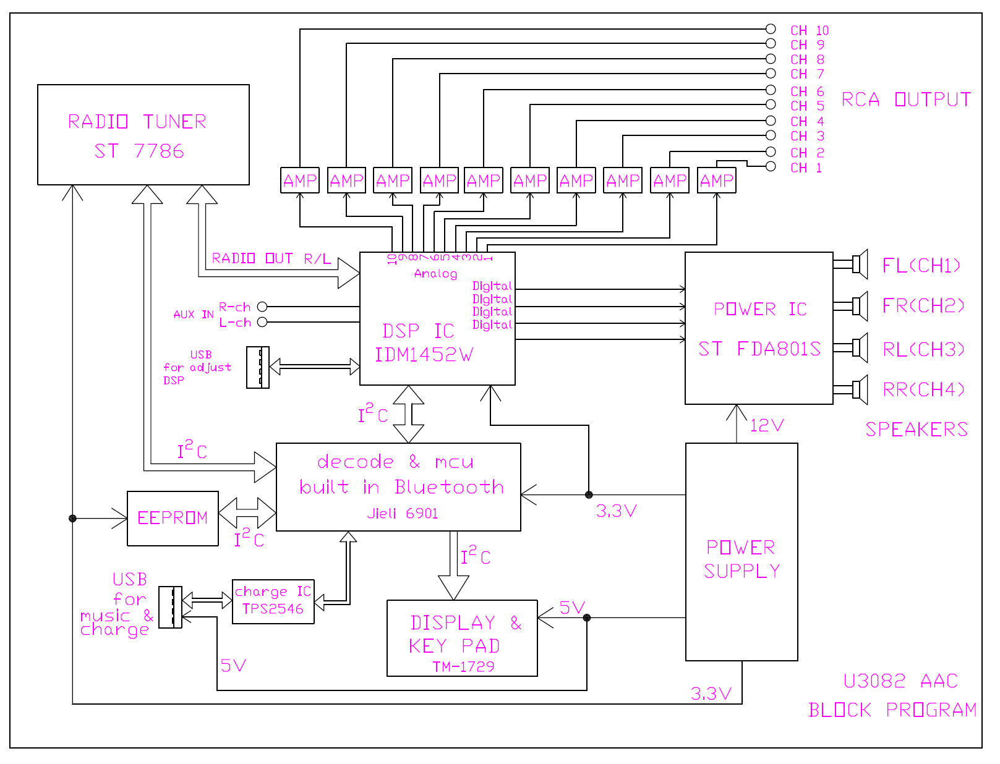 CH 10
CH 9
CH 8
CH 7
CH 6
CH 5
CH 4
CH 3
CH 2
CH 1
RCA OUTPUT
RADIO TUNER
ST 7786
AMP AMP AMP AMP AMP AMP AMP AMP AMP AMP
10 9 8 7 6 5 4 3 2 1
Analog
RADIO OUT R/L
Digital
Digital
Digital
Digital
AUX IN
R-ch
L-ch
DSP IC
IDM1452W
USB
for adjust
DSP
POWER IC
ST FDA801S
FL(CH1)
FR(CH2)
RL(CH3)
RR(CH4)
SPEAKERS
12V
I²C
I²C
decode & mcu
built in Bluetooth
Jieli 6901
3.3V
EEPROM
I²C
I²C
USB
for
music &
charge
charge IC
TPS2546
5V
DISPLAY &
KEY PAD
TM-1729
5V
POWER
SUPPLY
3.3V
U3082 AAC
BLOCK PROGRAM